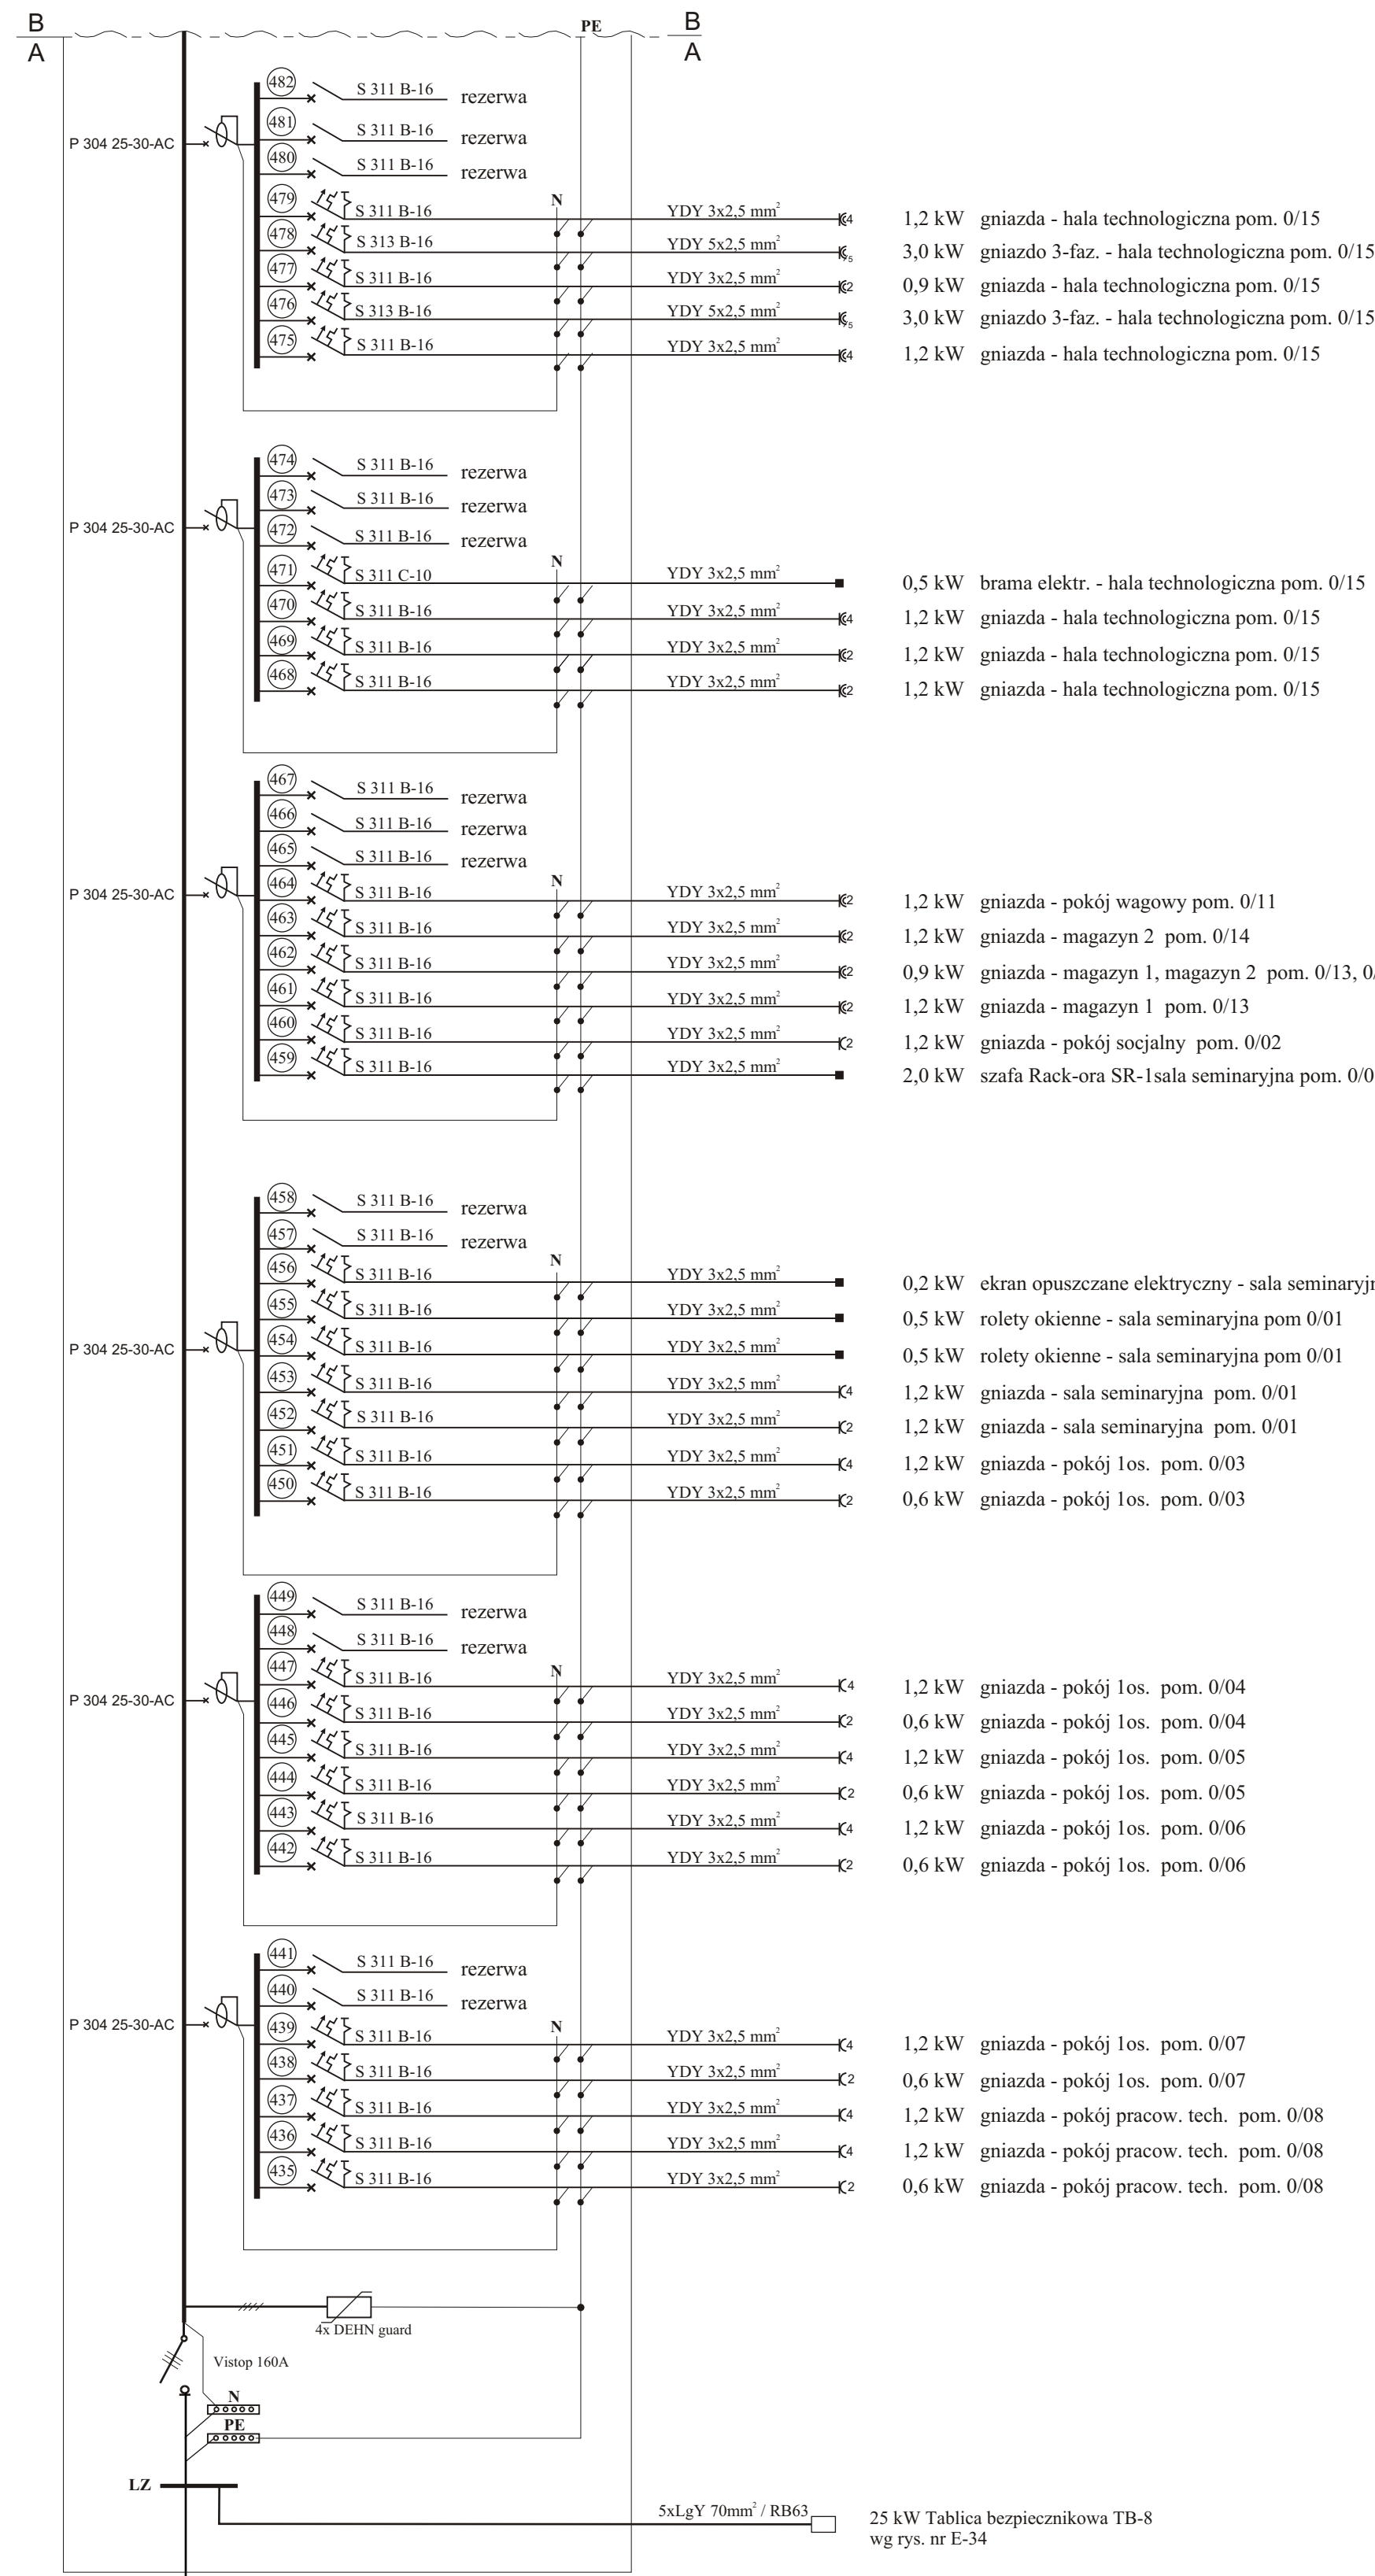 B PE B
A A
482 S 311 B-16 rezerwa
481 S 311 B-16 rezerwa
P 304 25-30-AC
480 S 311 B-16 rezerwa
479 S 311 B-16 N YDY 3x2,5 mm² 4 1,2 kW gniazda - hala technologiczna pom. 0/15
478 S 313 B-16 YDY 5x2,5 mm² 5 3,0 kW gniazdo 3-faz. - hala technologiczna pom. 0/15
477 S 311 B-16 YDY 3x2,5 mm² 2 0,9 kW gniazda - hala technologiczna pom. 0/15
476 S 313 B-16 YDY 5x2,5 mm² 5 3,0 kW gniazdo 3-faz. - hala technologiczna pom. 0/15
475 S 311 B-16 YDY 3x2,5 mm² 4 1,2 kW gniazda - hala technologiczna pom. 0/15
474 S 311 B-16 rezerwa
473 S 311 B-16 rezerwa
P 304 25-30-AC
472 S 311 B-16 rezerwa
471 S 311 C-10 N YDY 3x2,5 mm² 0,5 kW brama elektr. - hala technologiczna pom. 0/15
470 S 311 B-16 YDY 3x2,5 mm² 4 1,2 kW gniazda - hala technologiczna pom. 0/15
469 S 311 B-16 YDY 3x2,5 mm² 2 1,2 kW gniazda - hala technologiczna pom. 0/15
468 S 311 B-16 YDY 3x2,5 mm² 2 1,2 kW gniazda - hala technologiczna pom. 0/15
467 S 311 B-16 rezerwa
466 S 311 B-16 rezerwa
465 S 311 B-16 rezerwa
P 304 25-30-AC
464 S 311 B-16 N YDY 3x2,5 mm² 2 1,2 kW gniazda - pokój wagowy pom. 0/11
463 S 311 B-16 YDY 3x2,5 mm² 2 1,2 kW gniazda - magazyn 2 pom. 0/14
462 S 311 B-16 YDY 3x2,5 mm² 2 0,9 kW gniazda - magazyn 1, magazyn 2 pom. 0/13, 0/
461 S 311 B-16 YDY 3x2,5 mm² 2 1,2 kW gniazda - magazyn 1 pom. 0/13
460 S 311 B-16 YDY 3x2,5 mm² 2 1,2 kW gniazda - pokój socjalny pom. 0/02
459 S 311 B-16 YDY 3x2,5 mm² 2,0 kW szafa Rack-ora SR-1sala seminaryjna pom. 0/0
458 S 311 B-16 rezerwa
457 S 311 B-16 rezerwa
456 S 311 B-16 N YDY 3x2,5 mm² 0,2 kW ekran opuszczane elektryczny - sala seminaryj
455 S 311 B-16 YDY 3x2,5 mm² 0,5 kW rolety okienne - sala seminaryjna pom 0/01
P 304 25-30-AC
454 S 311 B-16 YDY 3x2,5 mm² 0,5 kW rolety okienne - sala seminaryjna pom 0/01
453 S 311 B-16 YDY 3x2,5 mm² 4 1,2 kW gniazda - sala seminaryjna pom. 0/01
452 S 311 B-16 YDY 3x2,5 mm² 2 1,2 kW gniazda - sala seminaryjna pom. 0/01
451 S 311 B-16 YDY 3x2,5 mm² 4 1,2 kW gniazda - pokój 1os. pom. 0/03
450 S 311 B-16 YDY 3x2,5 mm² 2 0,6 kW gniazda - pokój 1os. pom. 0/03
449 S 311 B-16 rezerwa
448 S 311 B-16 rezerwa
447 S 311 B-16 N YDY 3x2,5 mm² 4 1,2 kW gniazda - pokój 1os. pom. 0/04
P 304 25-30-AC
446 S 311 B-16 YDY 3x2,5 mm² 2 0,6 kW gniazda - pokój 1os. pom. 0/04
445 S 311 B-16 YDY 3x2,5 mm² 4 1,2 kW gniazda - pokój 1os. pom. 0/05
444 S 311 B-16 YDY 3x2,5 mm² 2 0,6 kW gniazda - pokój 1os. pom. 0/05
443 S 311 B-16 YDY 3x2,5 mm² 4 1,2 kW gniazda - pokój 1os. pom. 0/06
442 S 311 B-16 YDY 3x2,5 mm² 2 0,6 kW gniazda - pokój 1os. pom. 0/06
441 S 311 B-16 rezerwa
440 S 311 B-16 rezerwa
P 304 25-30-AC
439 S 311 B-16 N YDY 3x2,5 mm² 4 1,2 kW gniazda - pokój 1os. pom. 0/07
438 S 311 B-16 YDY 3x2,5 mm² 2 0,6 kW gniazda - pokój 1os. pom. 0/07
437 S 311 B-16 YDY 3x2,5 mm² 4 1,2 kW gniazda - pokój pracow. tech. pom. 0/08
436 S 311 B-16 YDY 3x2,5 mm² 4 1,2 kW gniazda - pokój pracow. tech. pom. 0/08
435 S 311 B-16 YDY 3x2,5 mm² 2 0,6 kW gniazda - pokój pracow. tech. pom. 0/08
4x DEHN guard
Vistop 160A
N
PE
LZ
5xLgY 70mm² / RB63 25 kW Tablica bezpiecznikowa TB-8
wg rys. nr E-34